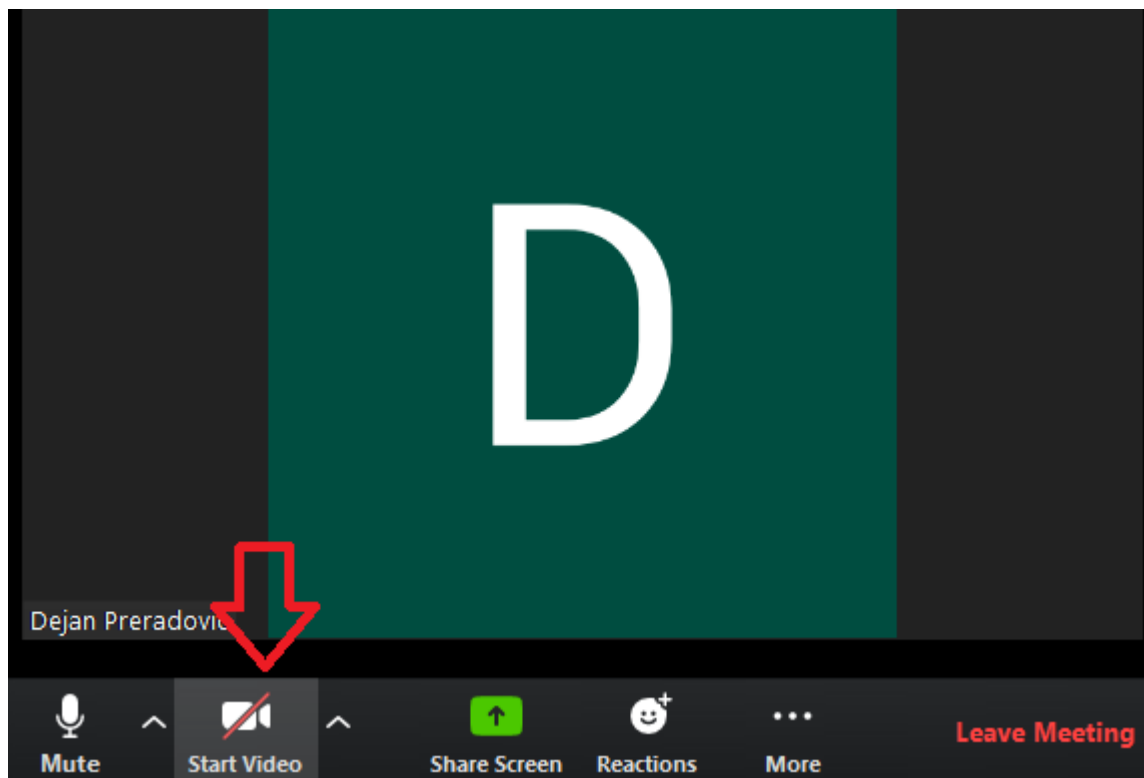 D
Dejan Preradovic
Mute
Start Video
Share Screen
Reactions
More
Leave Meeting